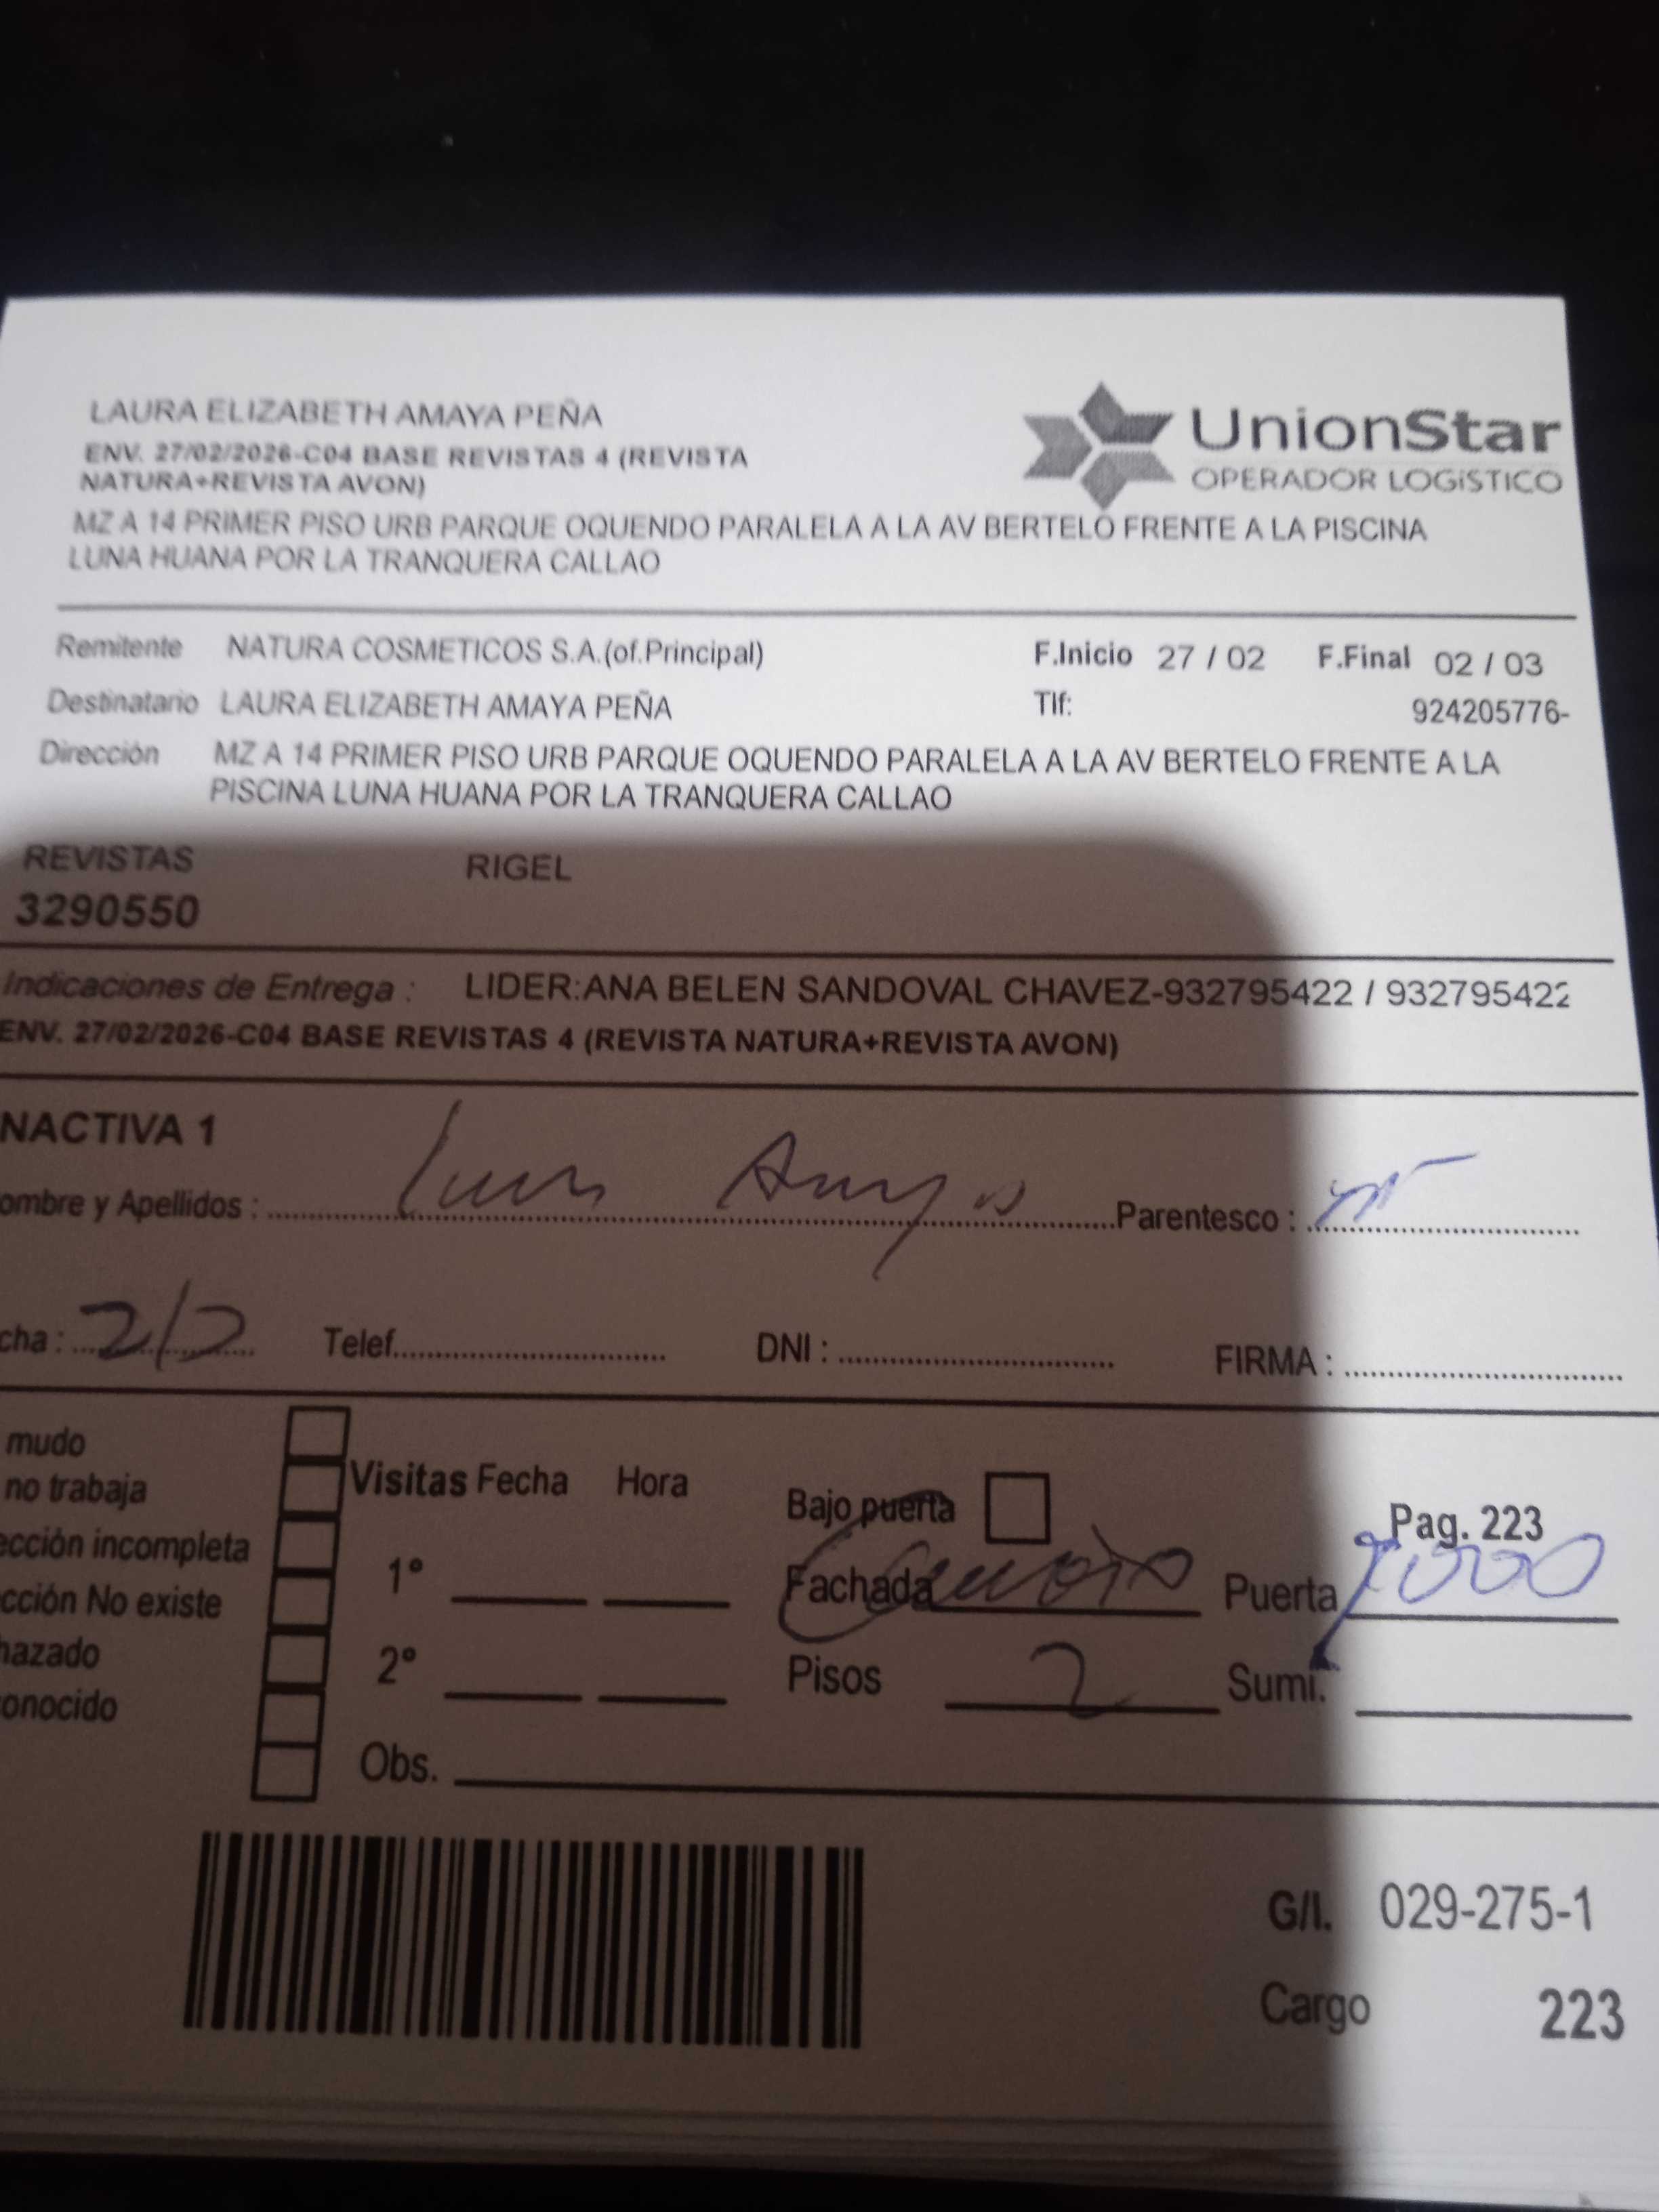 LAURA ELIZABETH AMAYA PEÑA
UnionStar
OPERADOR LOGíSTICO
ENV. 27/02/2026-C04 BASE REVISTAS 4 (REVISTA
NATURA+REVISTA AVON)
MZ A 14 PRIMER PISO URB PARQUE OQUENDO PARALELA A LA AV BERTELO FRENTE A LA PISCINA
LUNA HUANA POR LA TRANQUERA CALLAO
Remitente NATURA COSMETICOS S.A.(of.Principal) F.Inicio 27 / 02 F.Final 02 / 03
Destinatario LAURA ELIZABETH AMAYA PEÑA Tlf: 924205776-
Dirección MZ A 14 PRIMER PISO URB PARQUE OQUENDO PARALELA A LA AV BERTELO FRENTE A LA
PISCINA LUNA HUANA POR LA TRANQUERA CALLAO
REVISTAS RIGEL
3290550
Indicaciones de Entrega : LIDER:ANA BELEN SANDOVAL CHAVEZ-932795422 / 932795422
ENV. 27/02/2026-C04 BASE REVISTAS 4 (REVISTA NATURA+REVISTA AVON)
NACTIVA 1
ombre y Apellidos : Parentesco :
cha : Telef. DNI : FIRMA :
mudo
no trabaja
Visitas Fecha Hora
Bajo puerta
Pag. 223
ección incompleta
1°
Fachada Puerta
cción No existe
hazado
2°
Pisos 2 Sumi.
onocido
Obs.
G/I. 029-275-1
Cargo 223